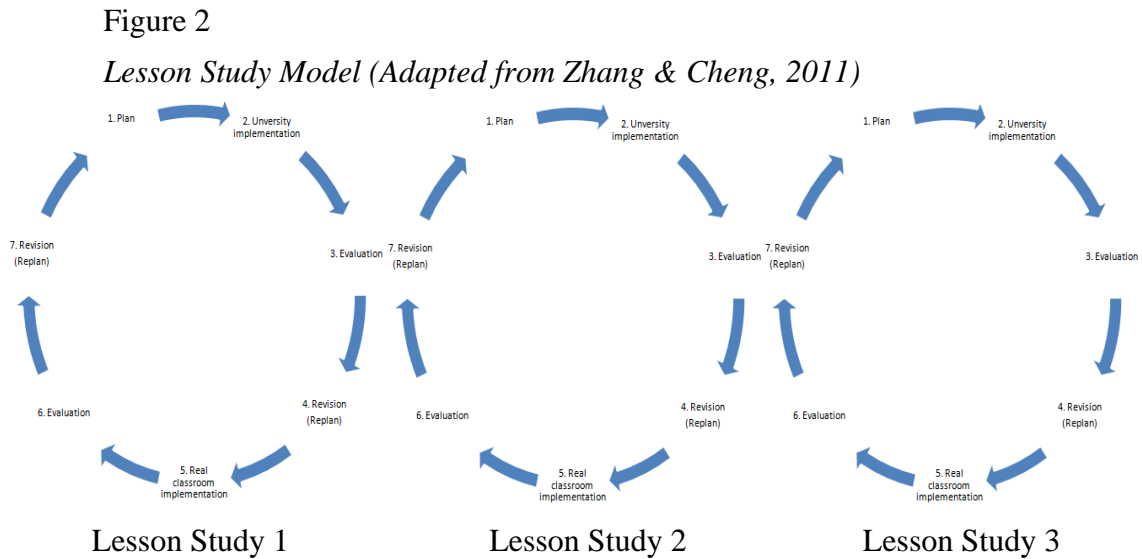 Figure 2
Lesson Study Model (Adapted from Zhang & Cheng, 2011)
1. Plan
2. Unversity
implementation
3. Evaluation
4. Revision
(Replan)
5. Real
classroom
implementation
6. Evaluation
7. Revision
(Replan)
Lesson Study 1
1. Plan
2. Unversity
implementation
3. Evaluation
4. Revision
(Replan)
5. Real
classroom
implementation
6. Evaluation
7. Revision
(Replan)
Lesson Study 2
1. Plan
2. Unversity
implementation
3. Evaluation
4. Revision
(Replan)
5. Real
classroom
implementation
6. Evaluation
7. Revision
(Replan)
Lesson Study 3